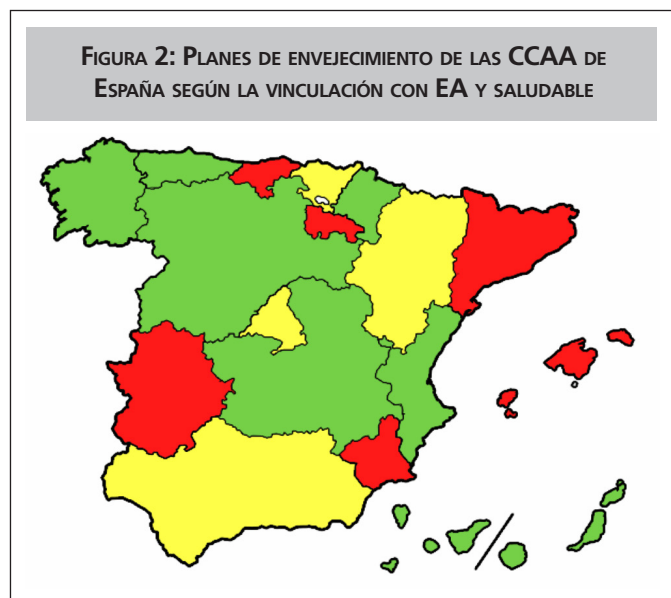 FIGURA 2: PLANES DE ENVEJECIMIENTO DE LAS CCAA DE
ESPAÑA SEGÚN LA VINCULACIÓN CON EA Y SALUDABLE